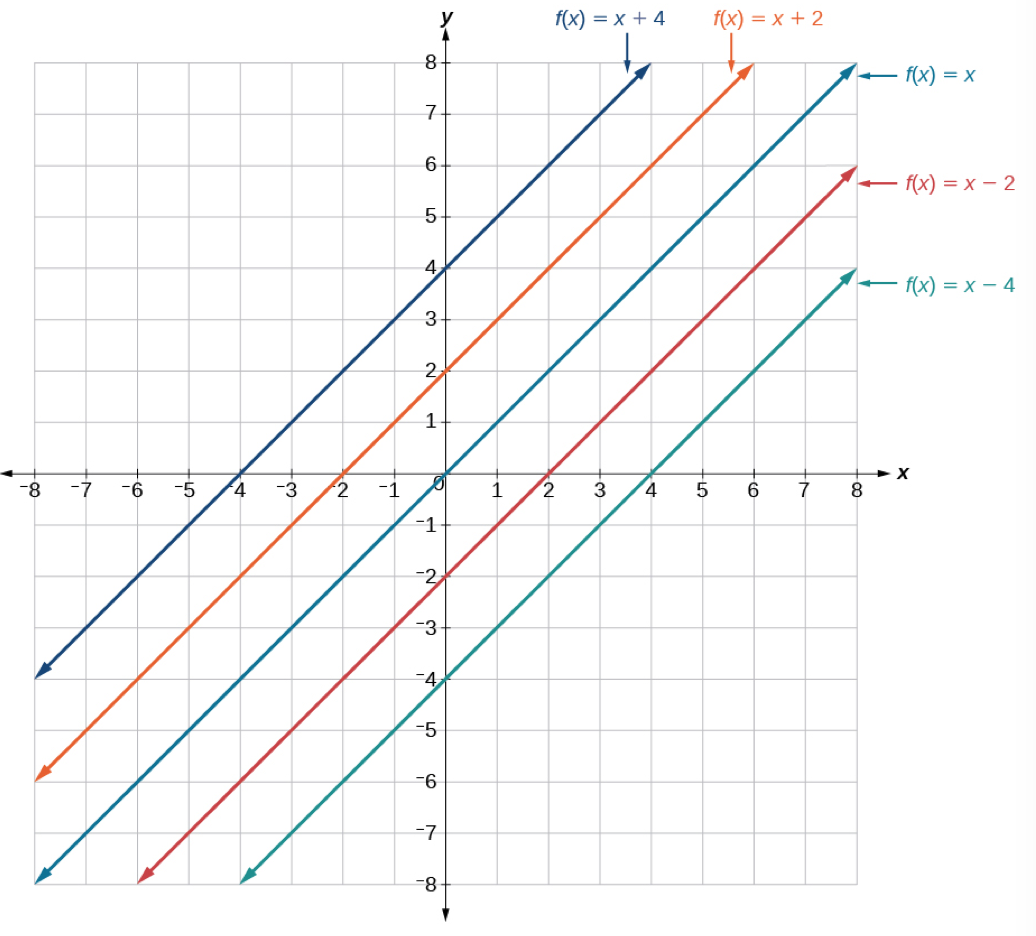 y
f(x) = x + 4
f(x) = x + 2
8
f(x) = x
7
6
f(x) = x − 2
5
4
f(x) = x − 4
3
2
1
x
−8 −7 −6 −5 −4 −3 −2 −1 0 1 2 3 4 5 6 7 8
−1
−2
−3
−4
−5
−6
−7
−8